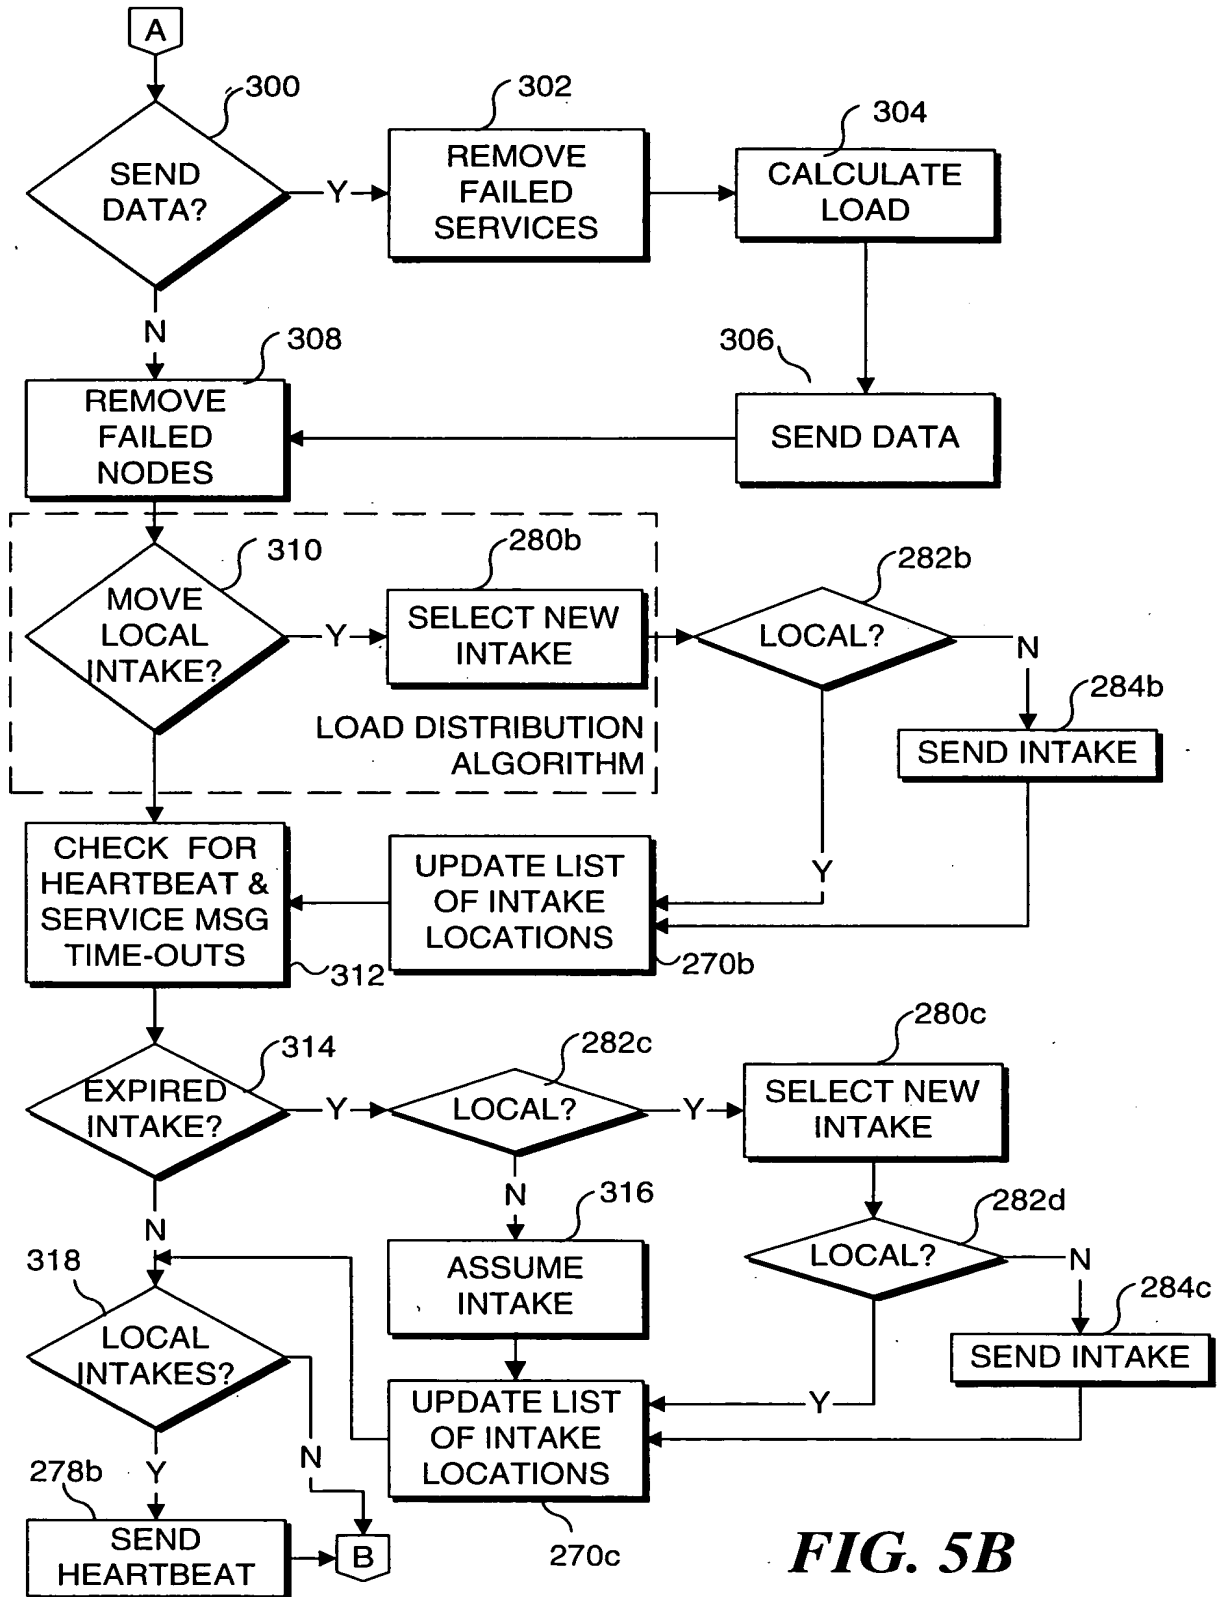 A
300
302
304
SEND
DATA?
Y
REMOVE
FAILED
SERVICES
CALCULATE
LOAD
N
308
306
REMOVE
FAILED
NODES
SEND DATA
310
280b
282b
MOVE
LOCAL
INTAKE?
Y
SELECT NEW
INTAKE
LOCAL?
N
284b
SEND INTAKE
LOAD DISTRIBUTION
ALGORITHM
CHECK FOR
HEARTBEAT &
SERVICE MSG
TIME-OUTS
312
UPDATE LIST
OF INTAKE
LOCATIONS
270b
Y
314
282c
280c
EXPIRED
INTAKE?
Y
LOCAL?
Y
SELECT NEW
INTAKE
N
N
316
282d
318
ASSUME
INTAKE
LOCAL?
N
284c
SEND INTAKE
LOCAL
INTAKES?
UPDATE LIST
OF INTAKE
LOCATIONS
Y
N
Y
278b
SEND
HEARTBEAT
B
270c
FIG. 5B